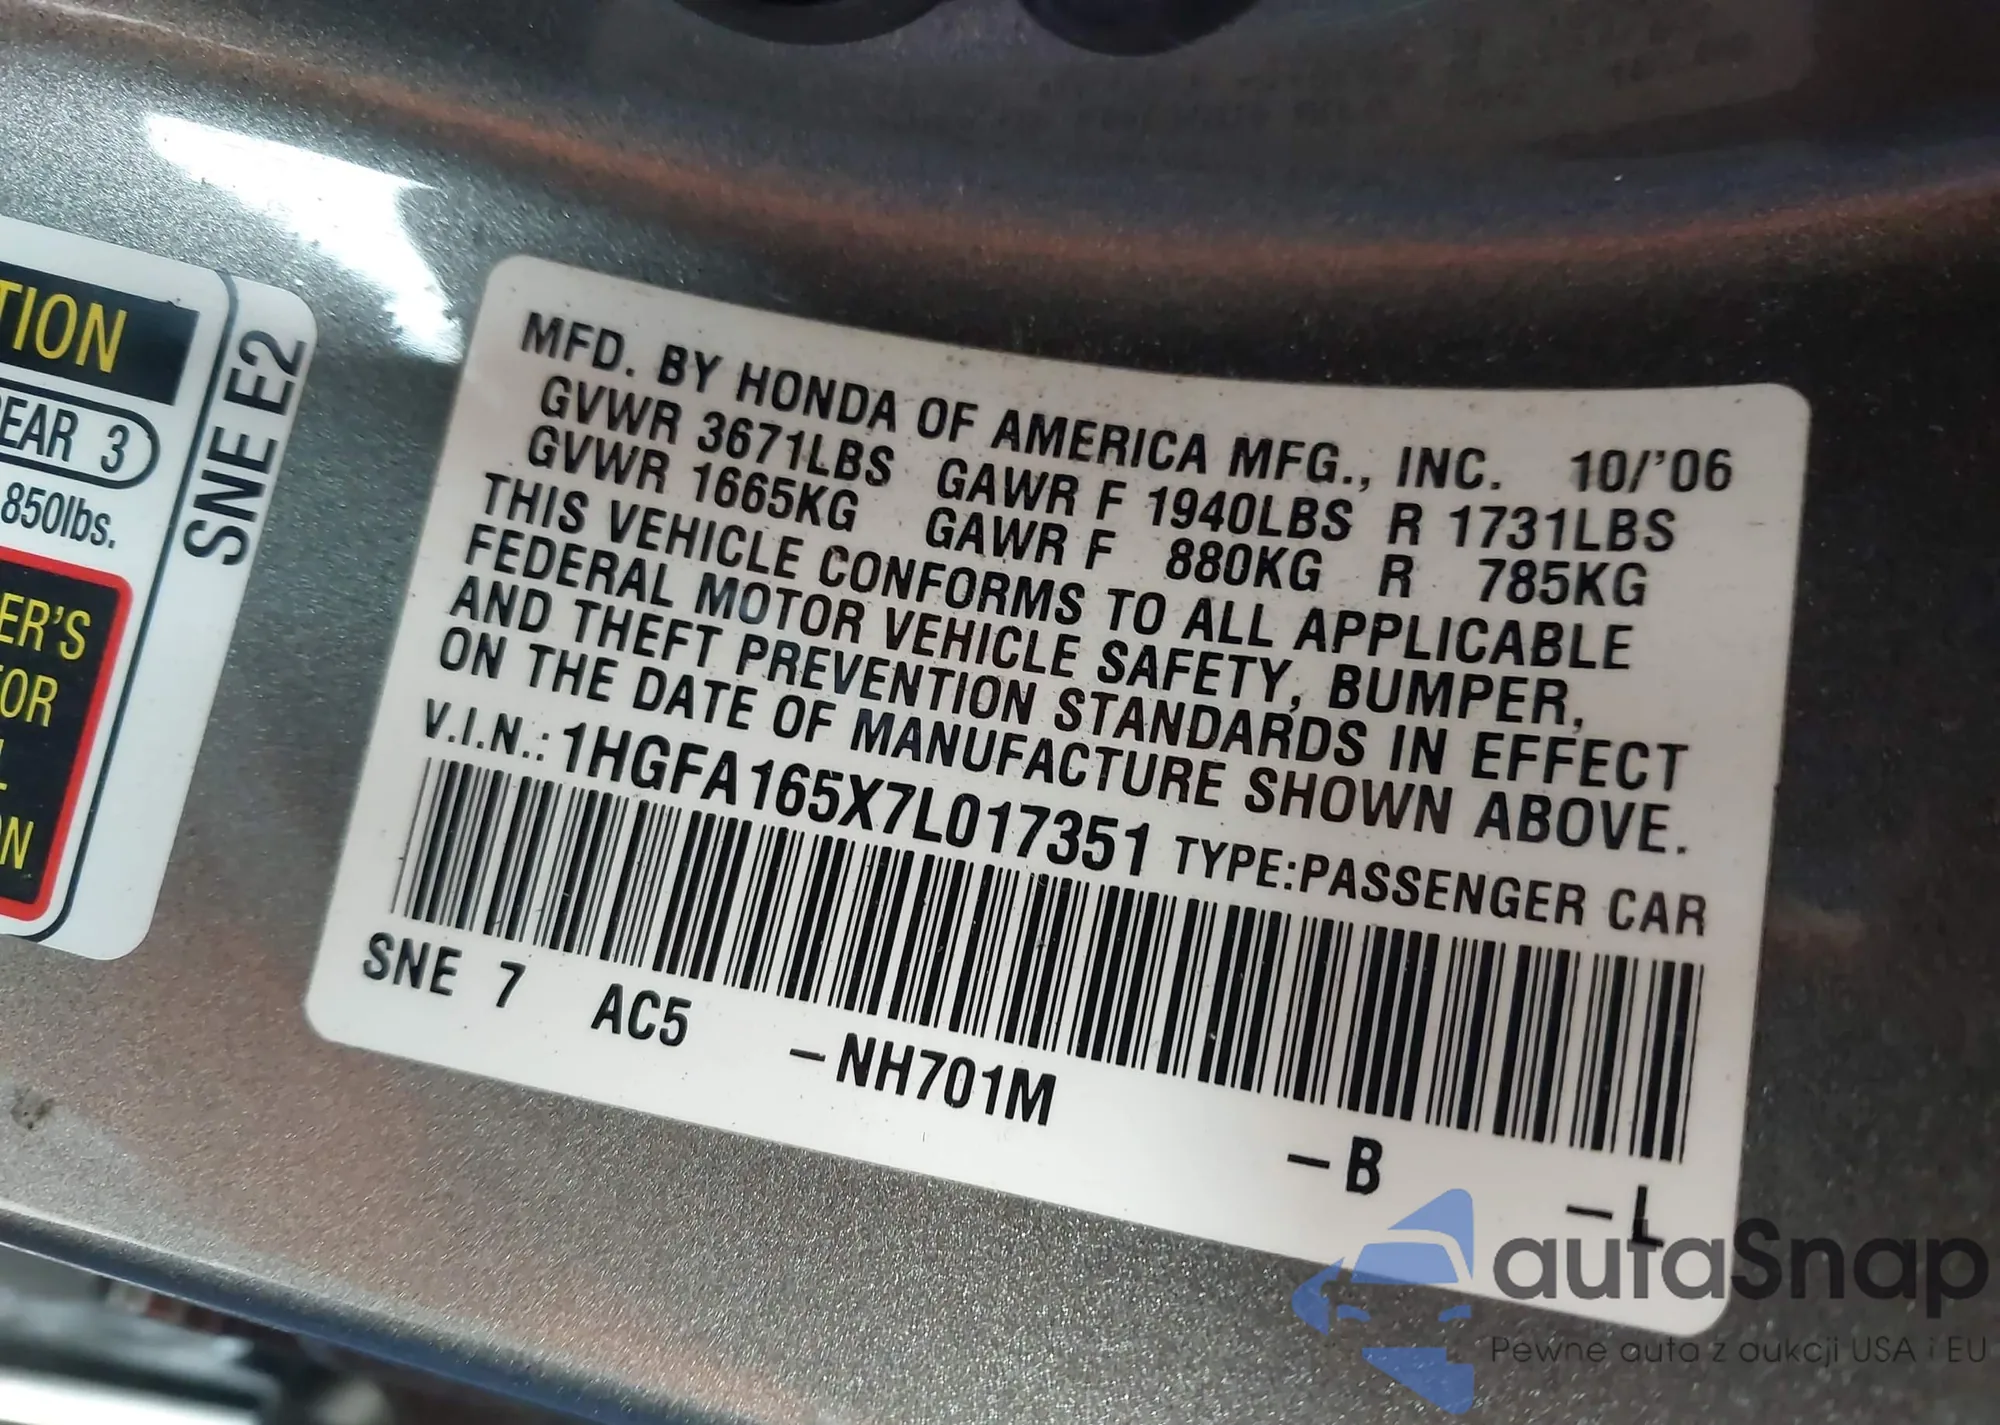 TION
EAR 3
850lbs.
ER'S
OR
L
ON
SNE E2
MFD. BY HONDA OF AMERICA MFG., INC. 10/'06
GVWR 3671LBS GAWR F 1940LBS R 1731LBS
GVWR 1665KG GAWR F 880KG R 785KG
THIS VEHICLE CONFORMS TO ALL APPLICABLE
FEDERAL MOTOR VEHICLE SAFETY, BUMPER,
AND THEFT PREVENTION STANDARDS IN EFFECT
ON THE DATE OF MANUFACTURE SHOWN ABOVE.
V.I.N.: 1HGFA165X7L017351 TYPE:PASSENGER CAR
SNE 7 AC5 –NH701M –B –L
autaSnap
Pewne auta z aukcji USA i EU